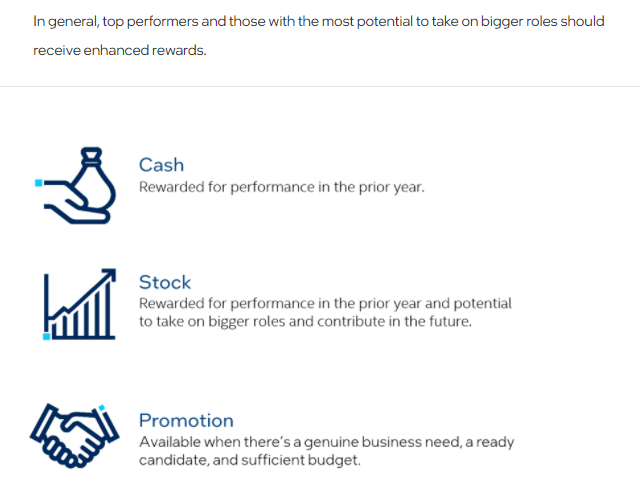 In general, top performers and those with the most potential to take on bigger roles should
receive enhanced rewards.
Cash
Rewarded for performance in the prior year.
Stock
Rewarded for performance in the prior year and potential
to take on bigger roles and contribute in the future.
Promotion
Available when there's a genuine business need, a ready
candidate, and sufficient budget.